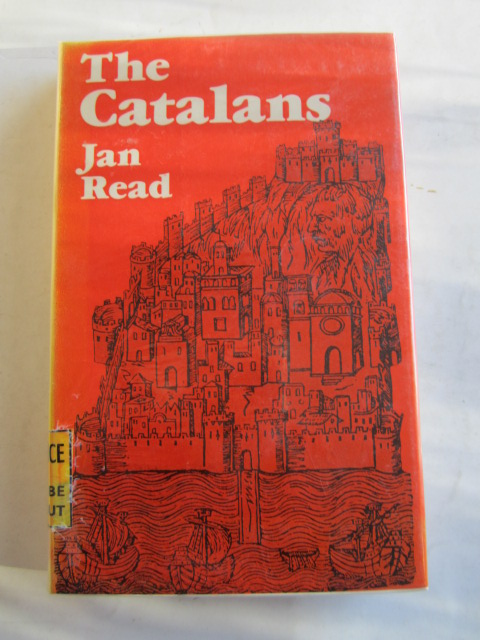 The
Catalans
Jan
Read
CE
BE
UT